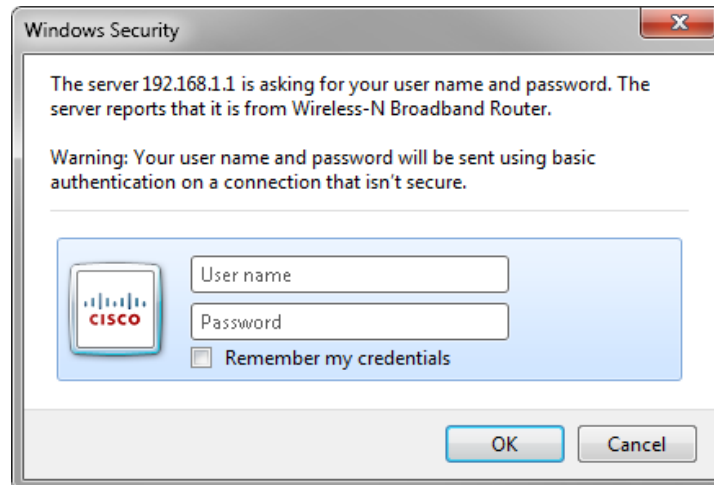 Windows Security
The server 192.168.1.1 is asking for your user name and password. The
server reports that it is from Wireless-N Broadband Router.
Warning: Your user name and password will be sent using basic
authentication on a connection that isn't secure.
User name
CISCO
Password
Remember my credentials
OK Cancel